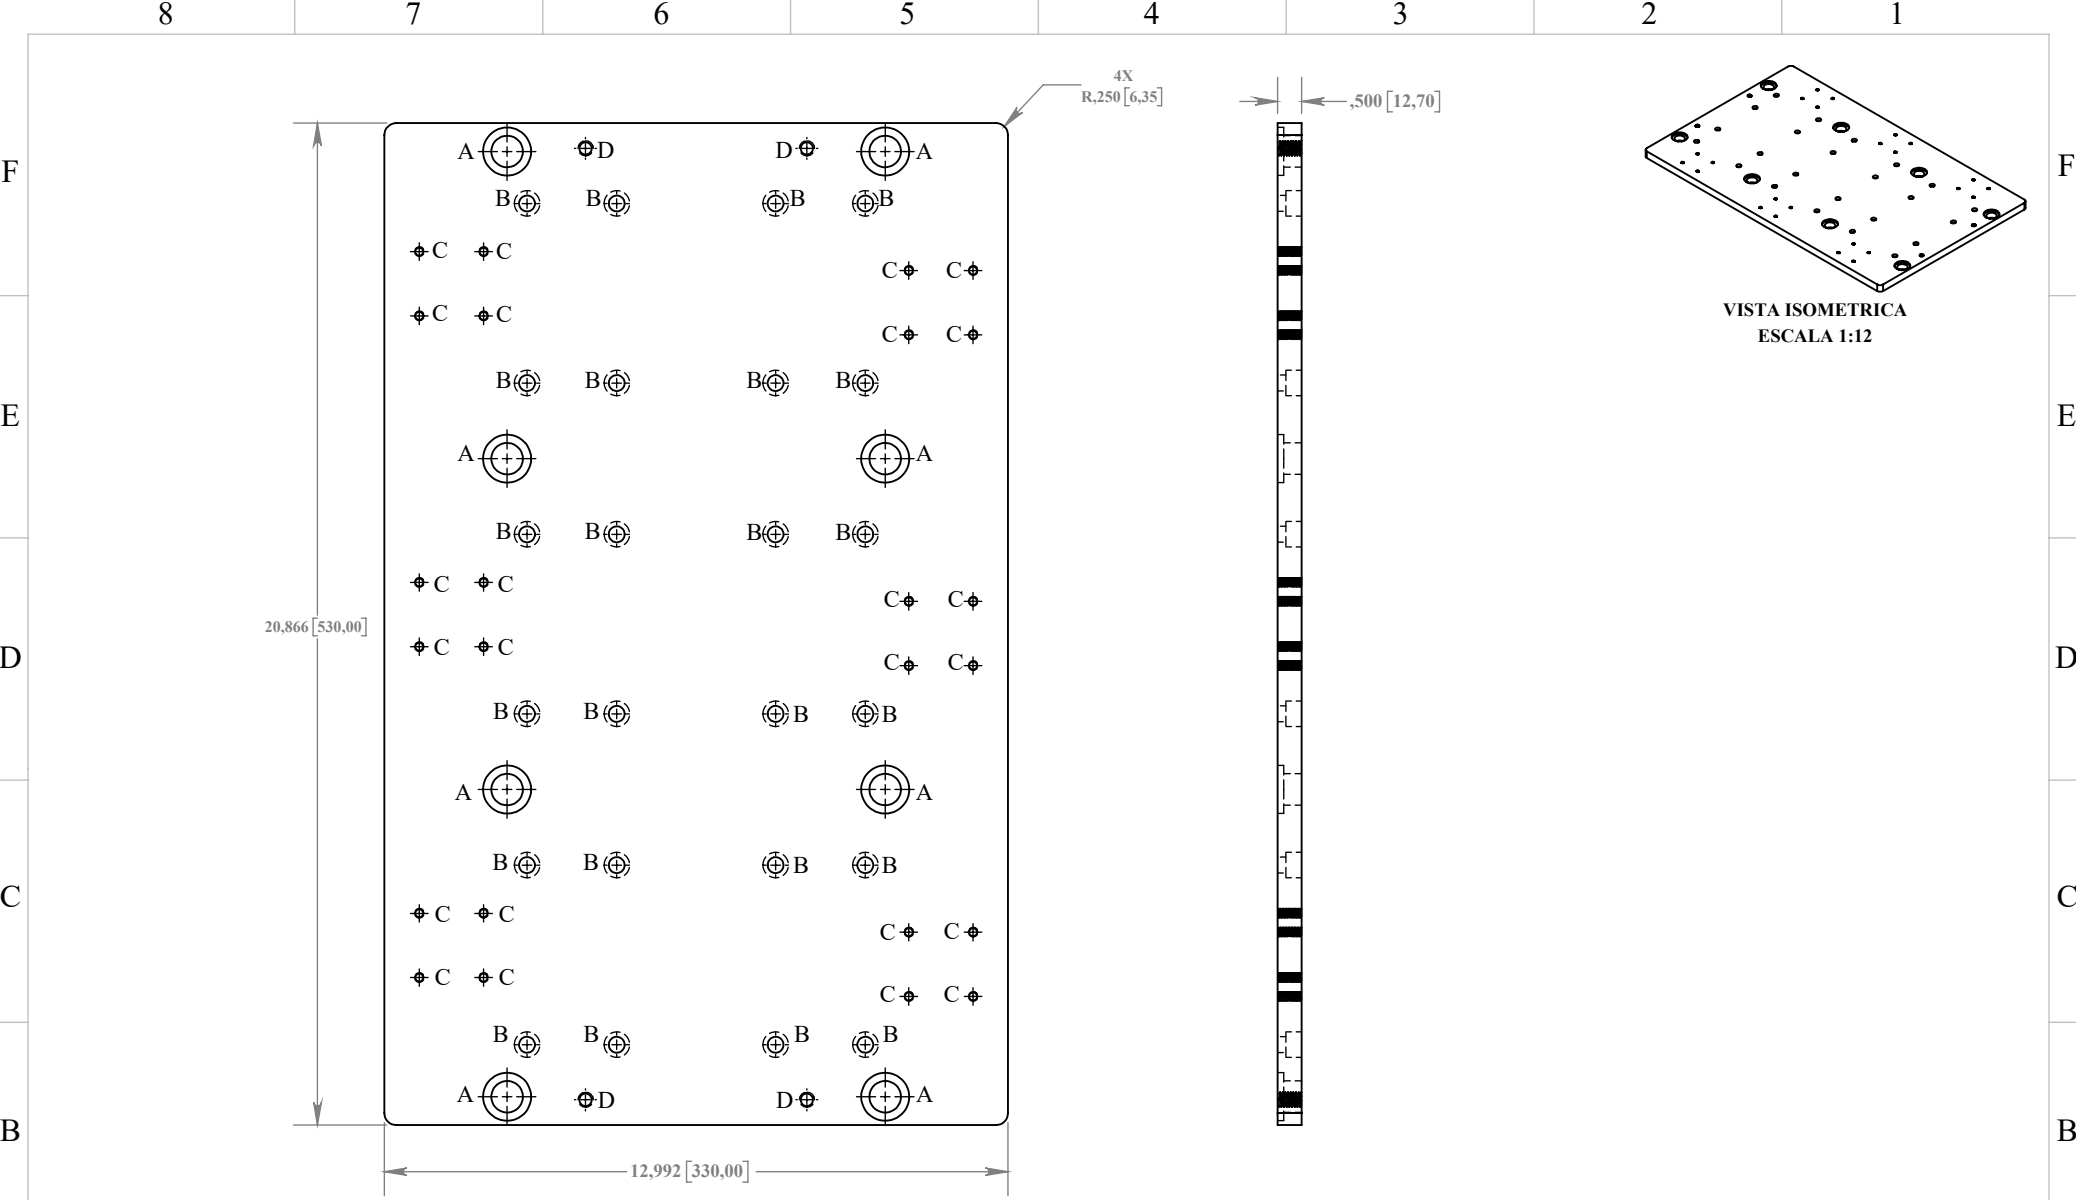 8 7 6 5 4 3 2 1
4X
R,250[6,35]
,500[12,70]
F A D D A F
B B B B
C C
C C
VISTA ISOMETRICA
ESCALA 1:12
C C
C C
B B B B
E E
A A
B B B B
C C
C C
20,866[530,00]
C C
D D
C C
B B B B
A A
B B B B
C C
C C
C C
C C
B B B B
A D D A
B B
12,992[330,00]